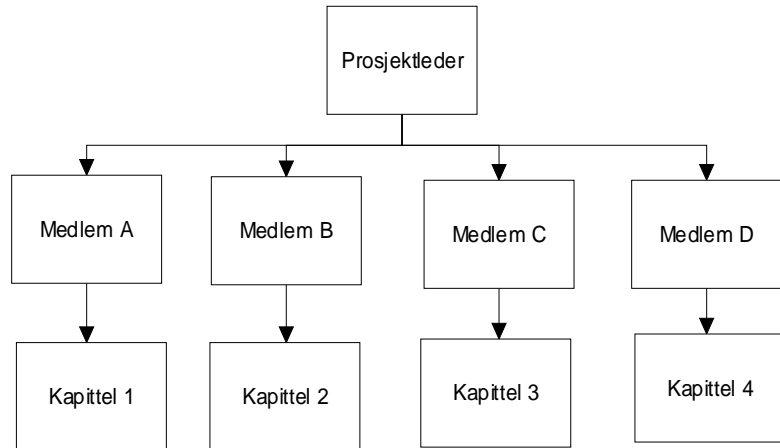 Prosjektleder
Medlem A
Medlem B
Medlem C
Medlem D
Kapittel 1
Kapittel 2
Kapittel 3
Kapittel 4